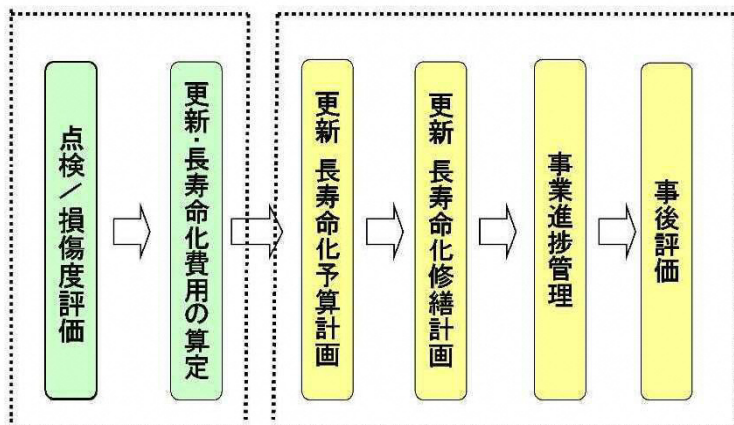 点検／損傷度評価
更新・長寿命化費用の算定
更新 長寿命化予算計画
更新 長寿命化修繕計画
事業進捗管理
事後評価